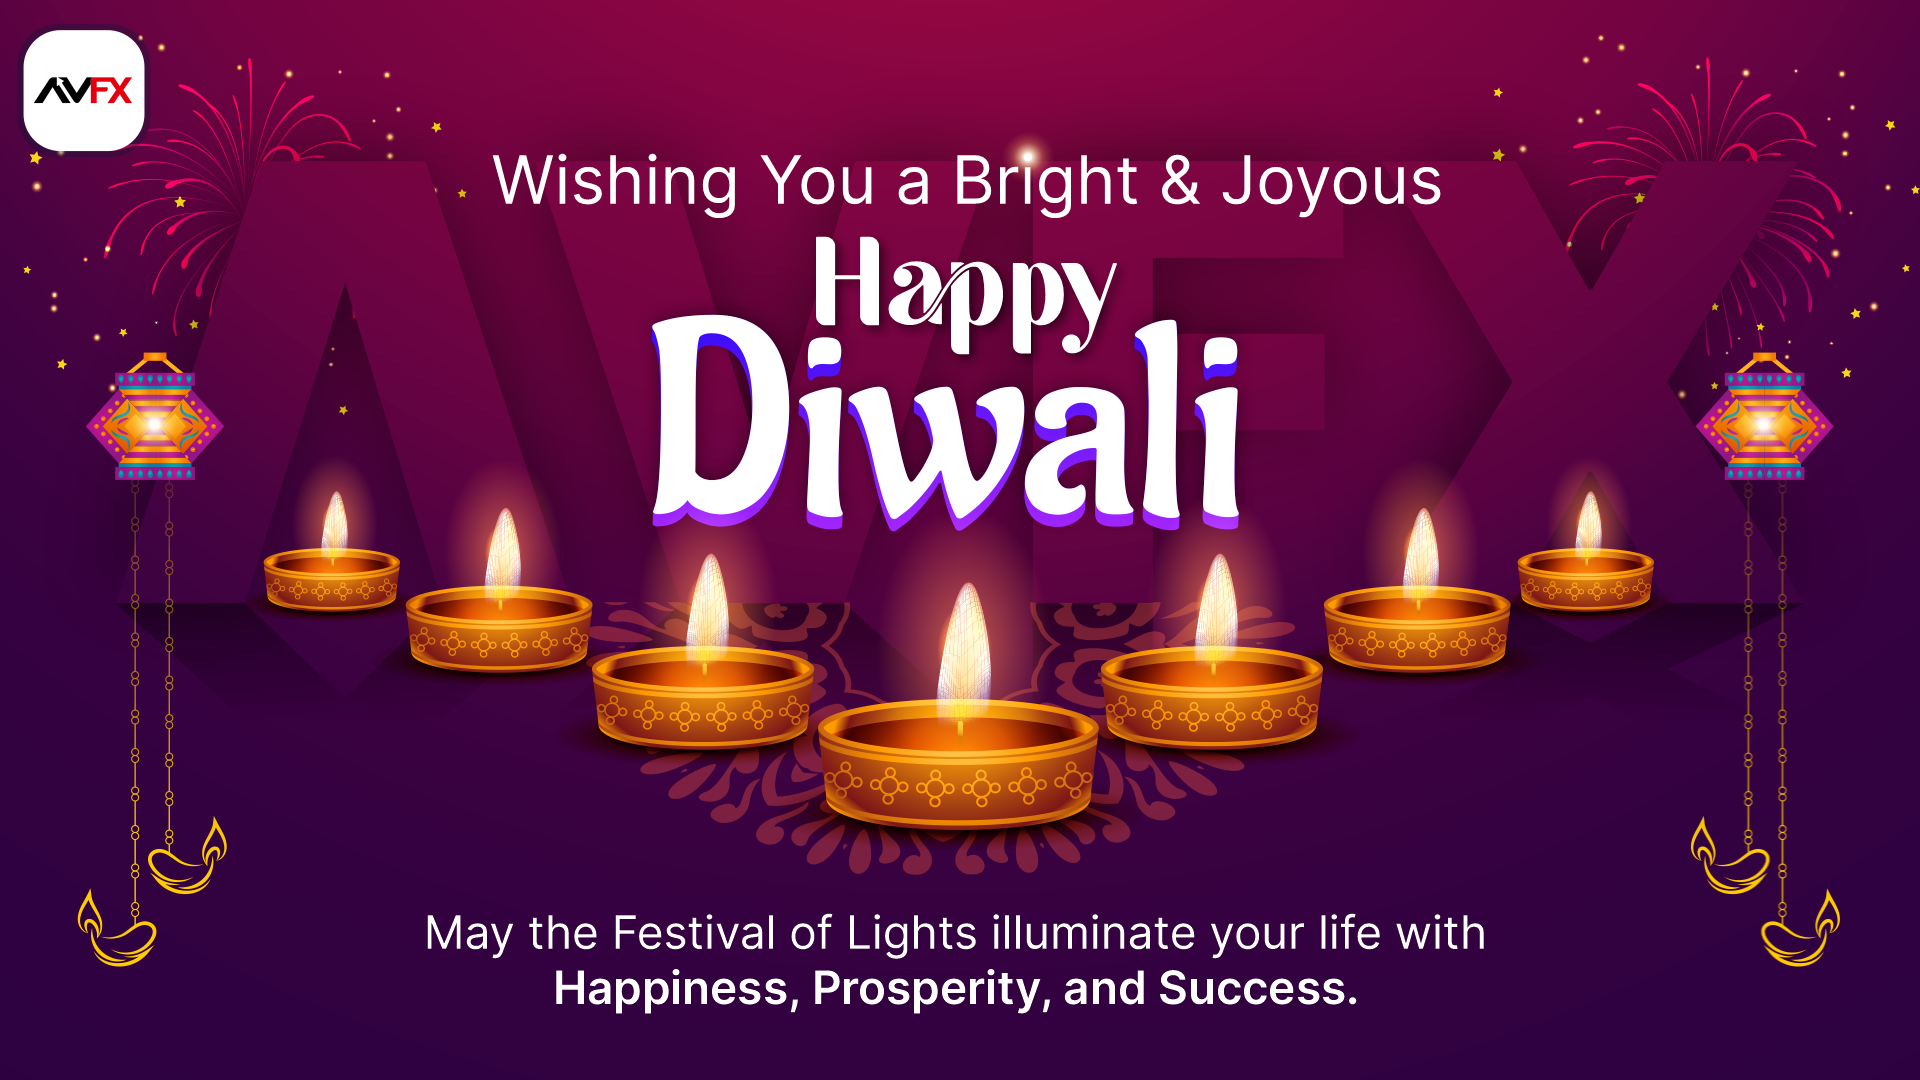 AVFX
Wishing You a Bright & Joyous
Happy
Diwali
AVFX
May the Festival of Lights illuminate your life with
Happiness, Prosperity, and Success.